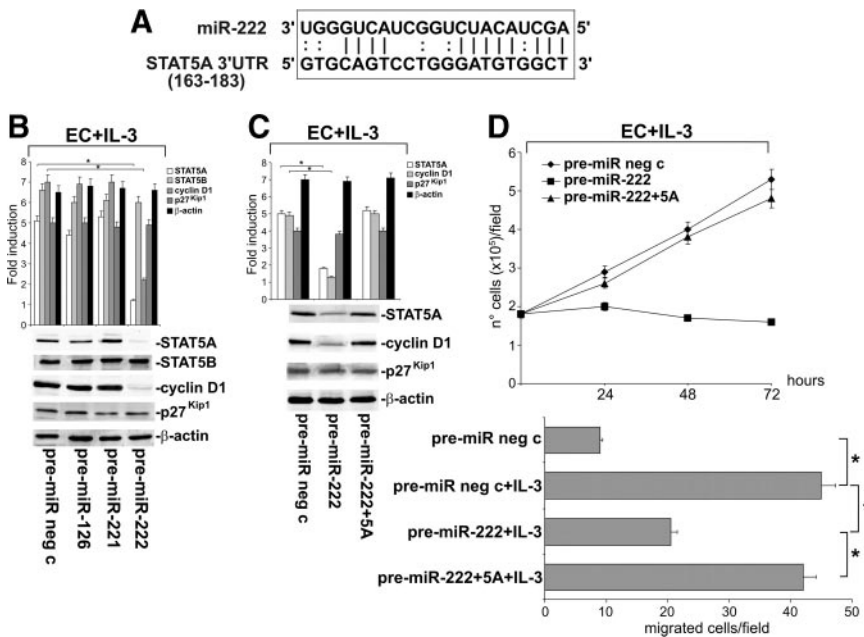 A
miR-222 3' UGGGUCAUCGGUCUACAUCGA 5'
STAT5A 3'UTR 5' GTGCAGTCCTGGGATGTGGCT 3'
(163-183)
B
EC+IL-3
STAT5A
STAT5B
cyclin D1
p27Kip1
β-actin
Fold induction
8
7
6
5
4
3
2
1
0
* *
-STAT5A
-STAT5B
-cyclin D1
-p27Kip1
-β-actin
pre-miR neg c
pre-miR-126
pre-miR-221
pre-miR-222
C
EC+IL-3
STAT5A
cyclin D1
p27Kip1
β-actin
Fold induction
8
7
6
5
4
3
2
1
0
* *
-STAT5A
-cyclin D1
-p27Kip1
-β-actin
pre-miR neg c
pre-miR-222
pre-miR-222+5A
D
EC+IL-3
pre-miR neg c
pre-miR-222
pre-miR-222+5A
n° cells (x10⁵)/field
6
5
4
3
2
1
0
24 48 72 hours
pre-miR neg c
pre-miR neg c+IL-3
pre-miR-222+IL-3
pre-miR-222+5A+IL-3
*
*
0 10 20 30 40 50
migrated cells/field